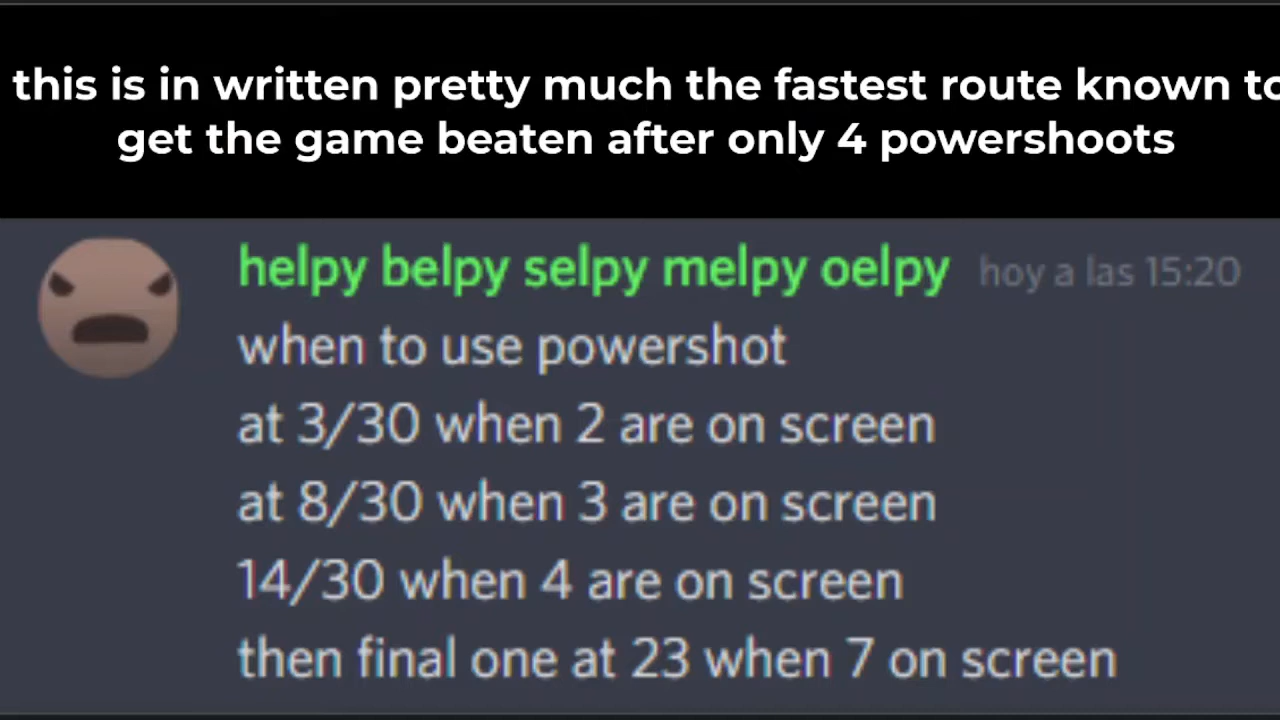 this is in written pretty much the fastest route known to
get the game beaten after only 4 powershoots
helpy belpy selpy melpy oelpy hoy a las 15:20
when to use powershot
at 3/30 when 2 are on screen
at 8/30 when 3 are on screen
14/30 when 4 are on screen
then final one at 23 when 7 on screen